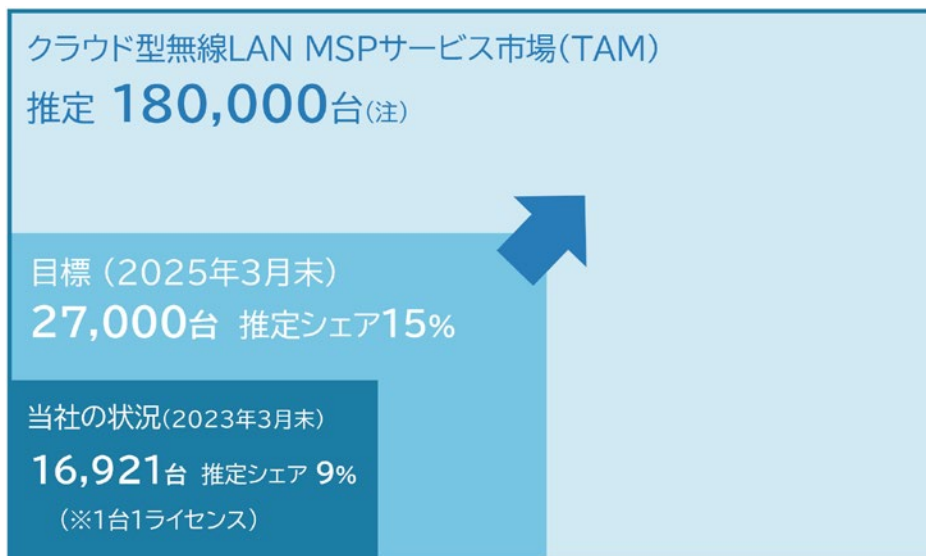 クラウド型無線LAN MSPサービス市場(TAM)
推定 180,000台(注)
目標(2025年3月末)
27,000台 推定シェア15%
当社の状況(2023年3月末)
16,921台 推定シェア 9%
(※1台1ライセンス)